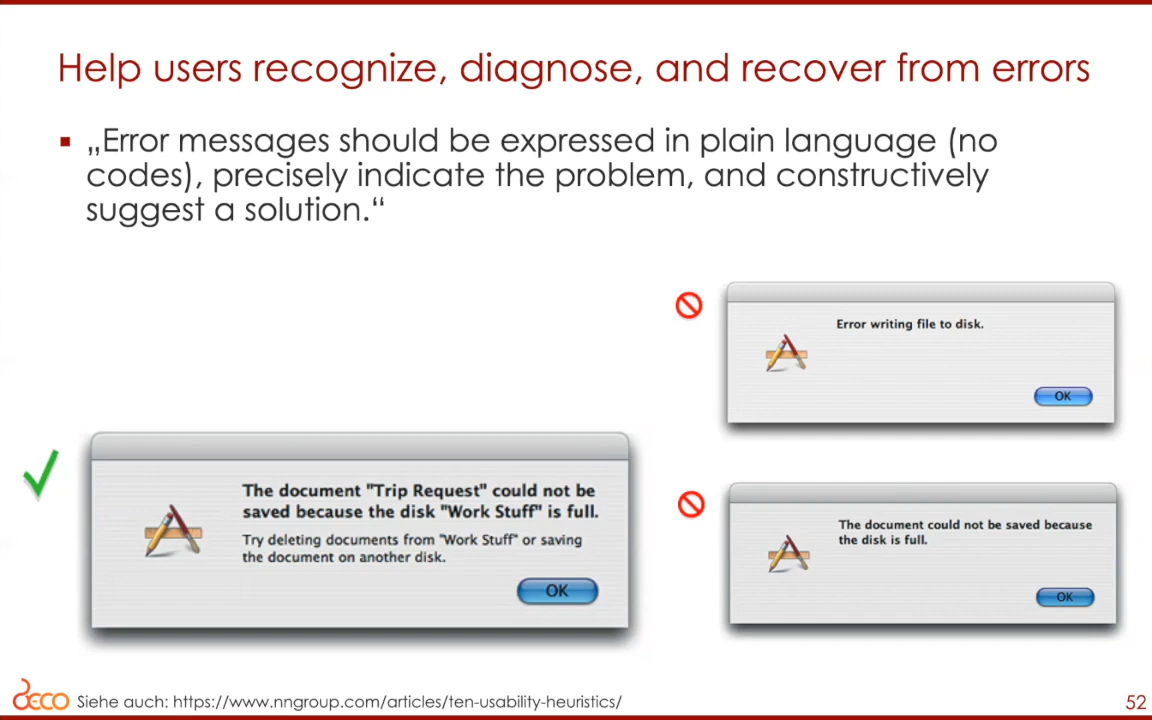 Help users recognize, diagnose, and recover from errors
▪ „Error messages should be expressed in plain language (no
codes), precisely indicate the problem, and constructively
suggest a solution.“
Error writing file to disk.
OK
The document "Trip Request" could not be
saved because the disk "Work Stuff" is full.
Try deleting documents from "Work Stuff" or saving
the document on another disk.
OK
The document could not be saved because
the disk is full.
OK
DECO Siehe auch: https://www.nngroup.com/articles/ten-usability-heuristics/
52